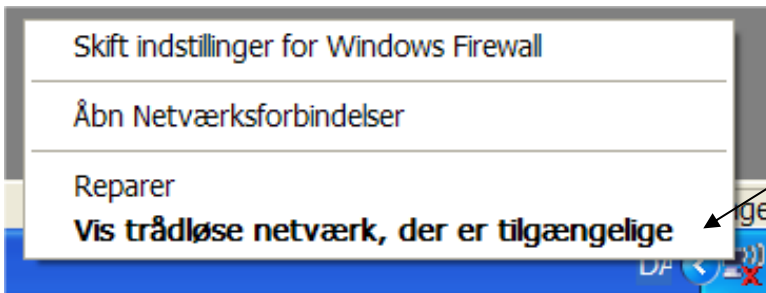 Skift indstillinger for Windows Firewall
Åbn Netværksforbindelser
Reparer
Vis trådløse netværk, der er tilgængelige